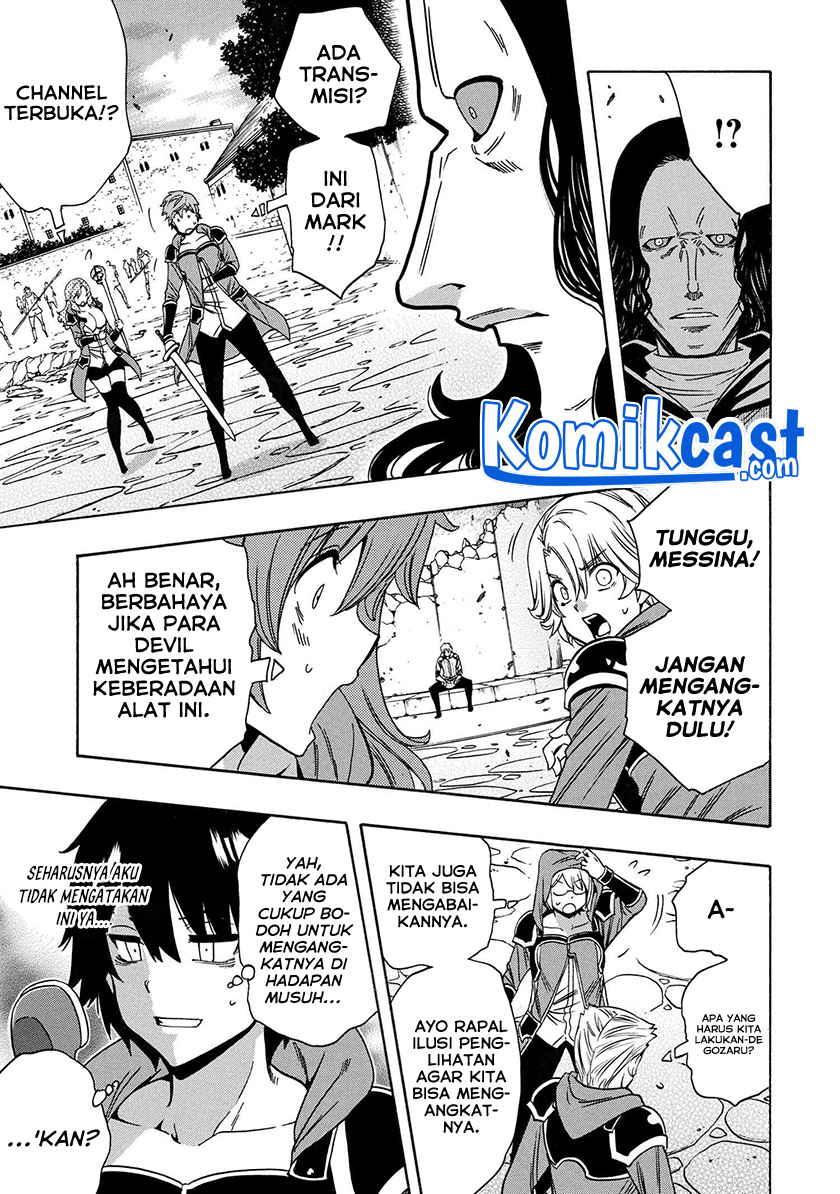 !?
ADA
TRANS-
MISI?
INI
DARI
MARK
!!
CHANNEL
TERBUKA!?
Komikcast
.com
TUNGGU,
MESSINA!
JANGAN
MENGANG-
KATNYA
DULU!
AH BENAR,
BERBAHAYA
JIKA PARA
DEVIL
MENGETAHUI
KEBERADAAN
ALAT INI.
A-
APA YANG
HARUS KITA
LAKUKAN-DE
GOZARU?
KITA JUGA
TIDAK BISA
MENGABAI-
KANNYA.
AYO RAPAL
ILUSI PENG-
LIHATAN
AGAR KITA
BISA MENG-
ANGKAT-
NYA.
YAH,
TIDAK ADA
YANG
CUKUP BO-
DOH UNTUK
MENGANG-
KATNYA DI
HADAPAN
MUSUH...
SEHARUSNYA AKU
TIDAK MENGATAKAN
INI YA....
...'KAN?